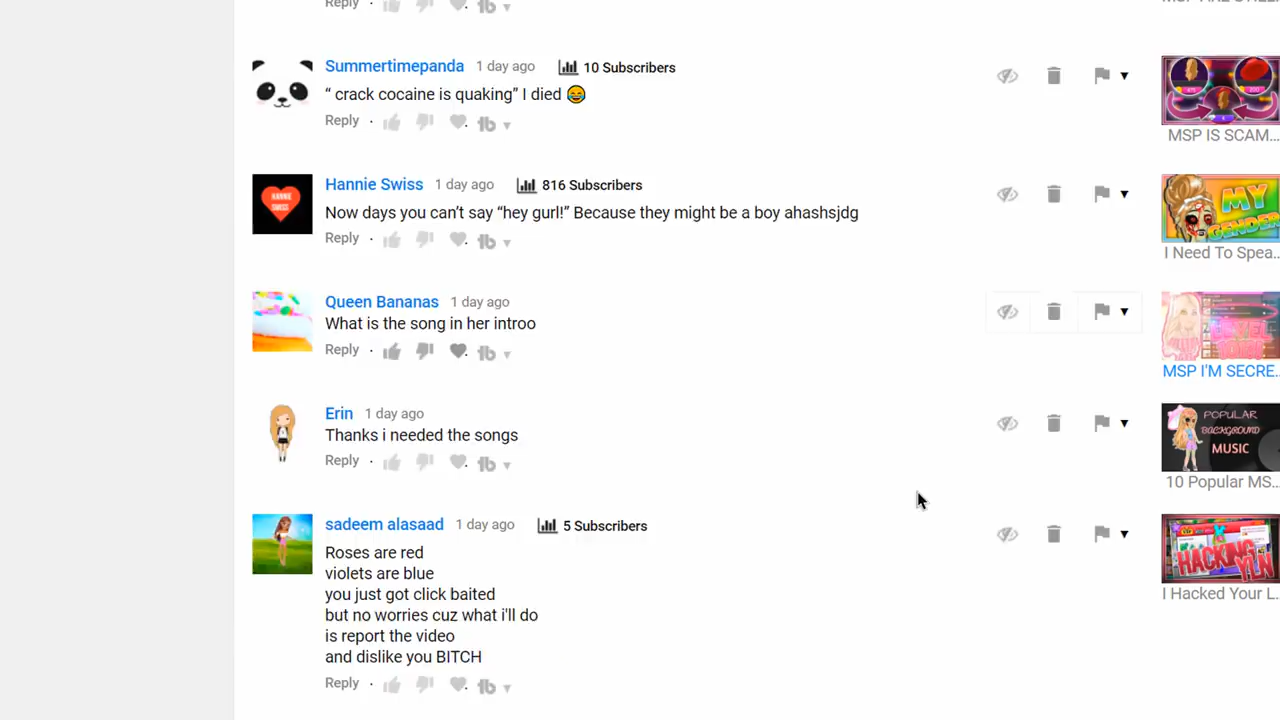 Reply
Summertimepanda 1 day ago 10 Subscribers
“ crack cocaine is quaking” I died 😂
Reply
MSP IS SCAM...
Hannie Swiss 1 day ago 816 Subscribers
HANNIE
SWISS
Now days you can’t say “hey gurl!” Because they might be a boy ahashsjdg
Reply
MY
GENDER
I Need To Spea...
Queen Bananas 1 day ago
What is the song in her introo
Reply
MSP I'M SECRE...
Erin 1 day ago
Thanks i needed the songs
Reply
POPULAR
BACKGROUND
MUSIC
10 Popular MS...
sadeem alasaad 1 day ago 5 Subscribers
Roses are red
violets are blue
you just got click baited
but no worries cuz what i'll do
is report the video
and dislike you BITCH
Reply
HACKING
YLN
I Hacked Your L...